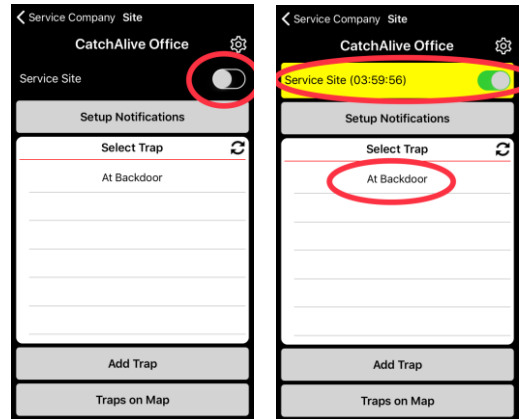 Service Company Site
CatchAlive Office
Service Site
Setup Notifications
Select Trap
At Backdoor
Add Trap
Traps on Map
Service Company Site
CatchAlive Office
Service Site (03:59:56)
Setup Notifications
Select Trap
At Backdoor
Add Trap
Traps on Map